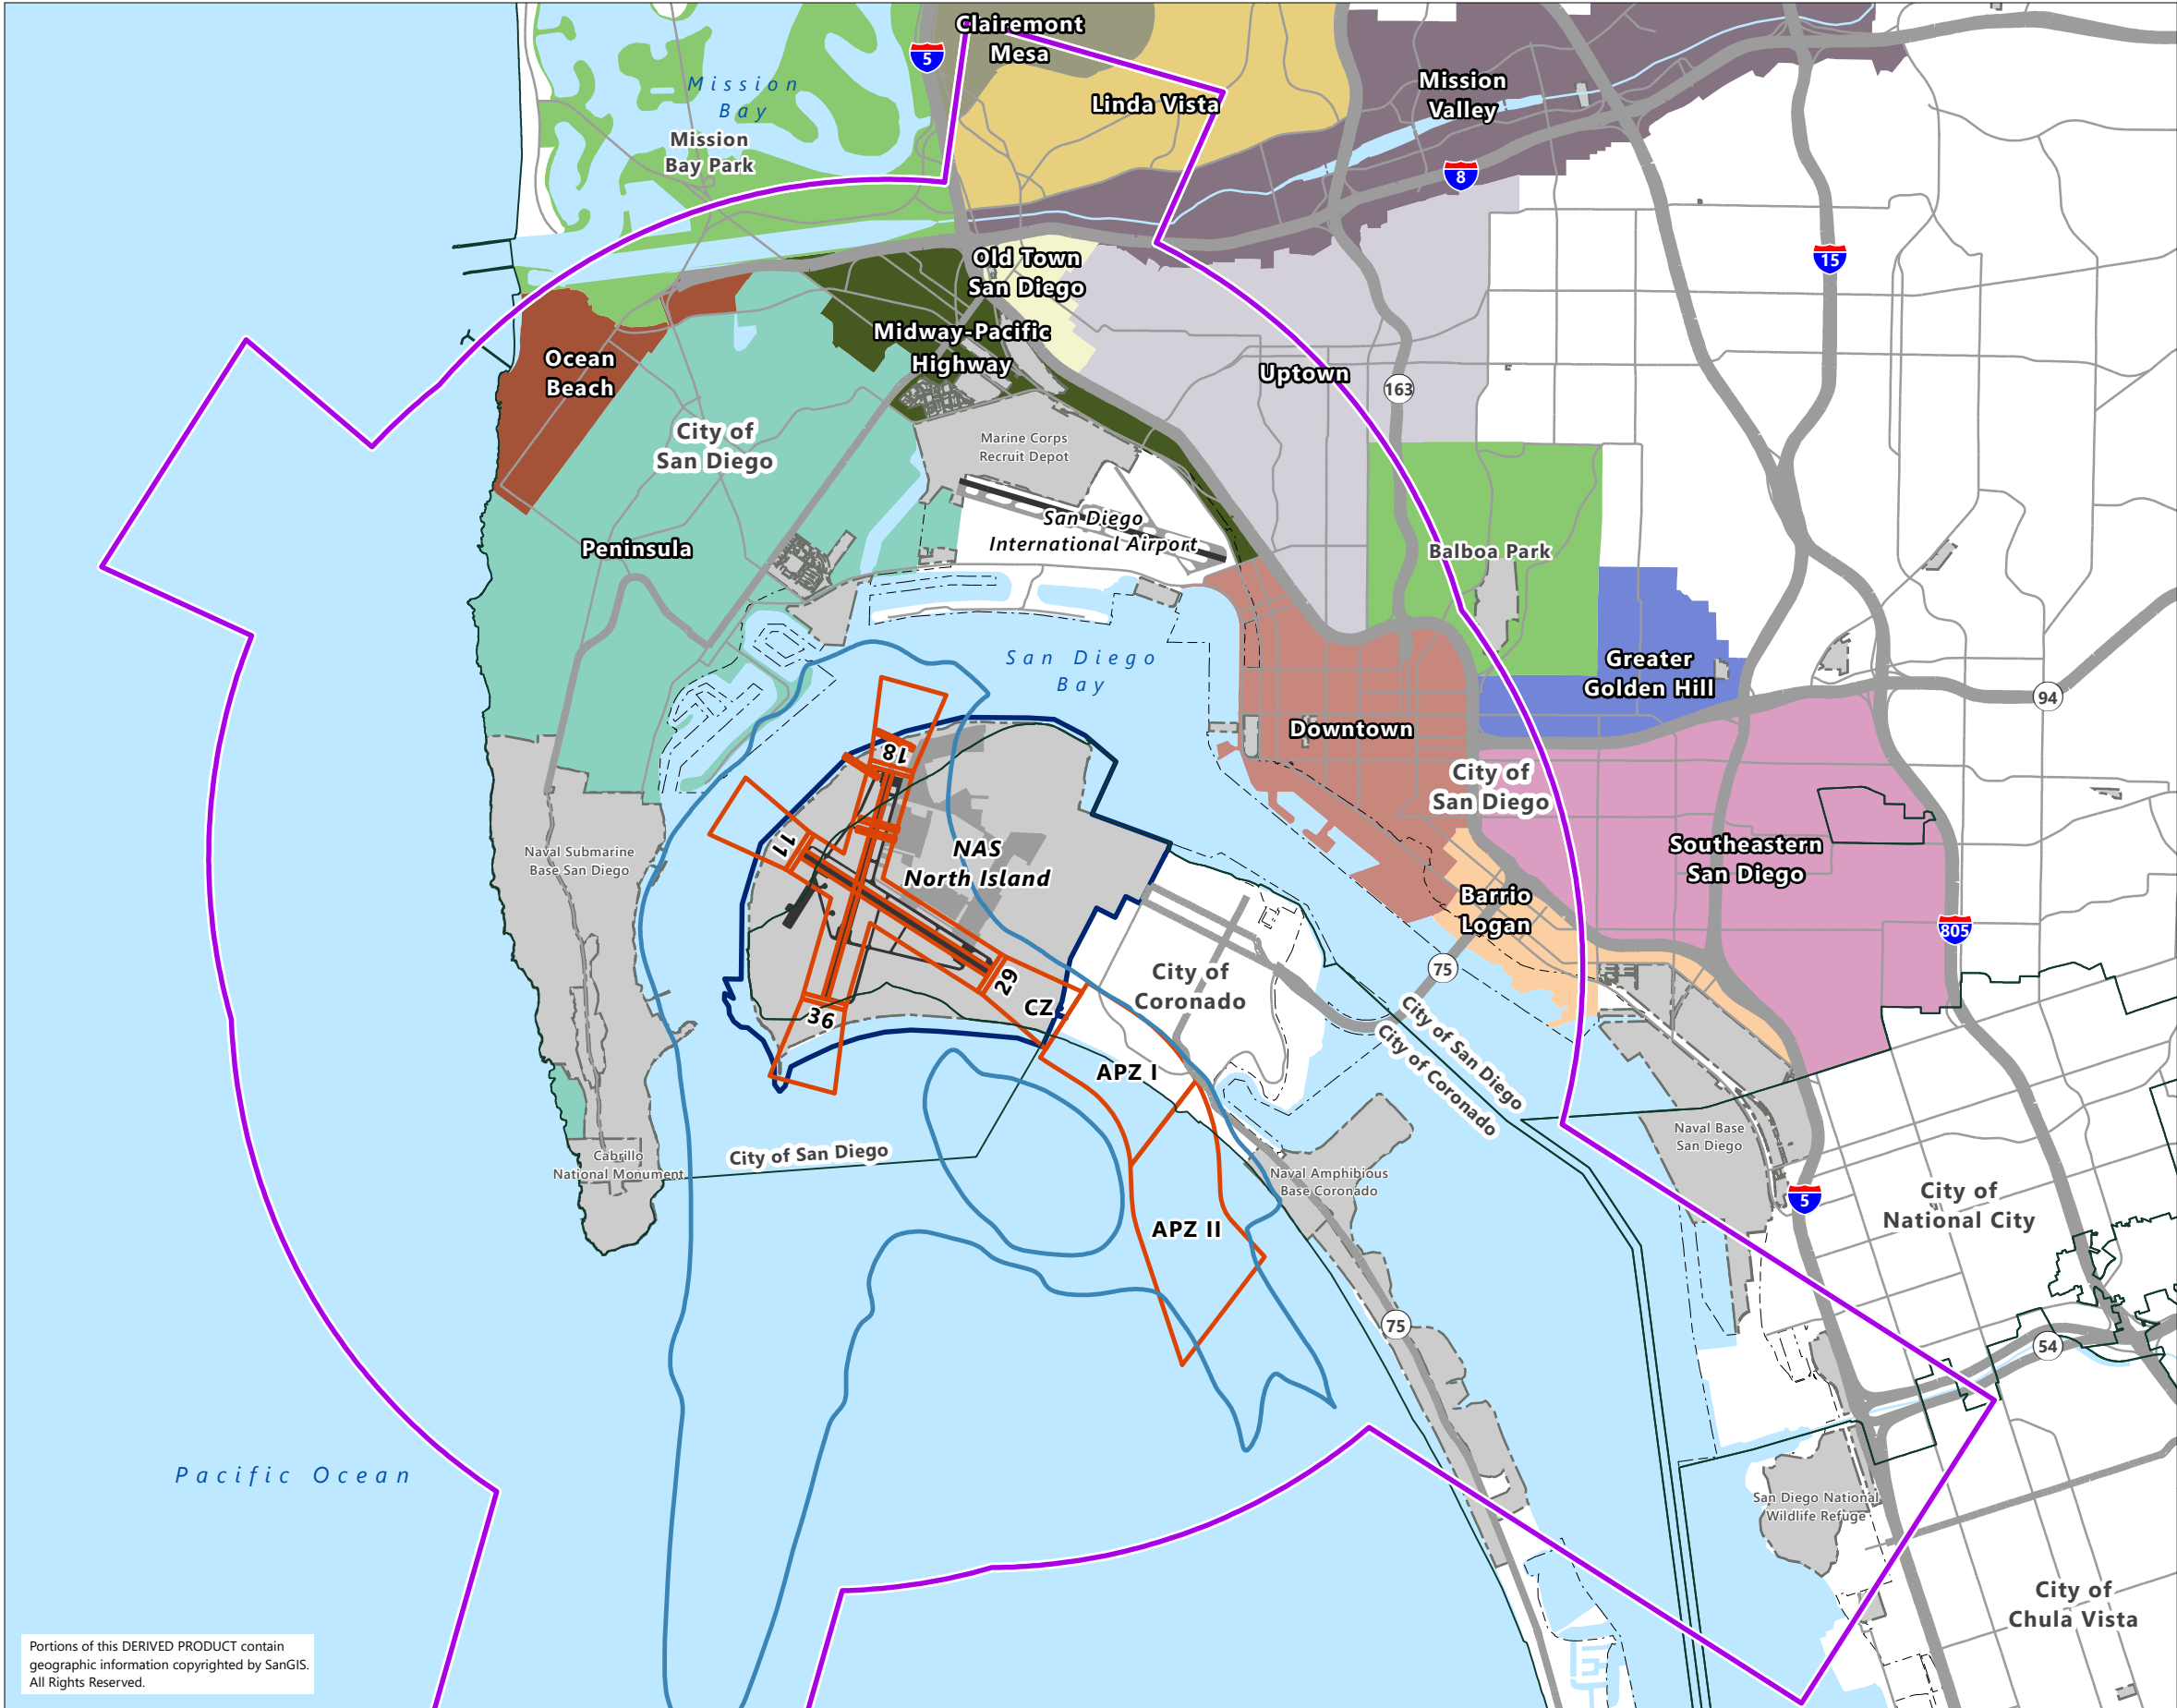 Clairemont
Mesa
5
Mission
Bay
Linda Vista
Mission
Valley
Mission
Bay Park
8
Old Town
San Diego
15
Midway-Pacific
Highway
Ocean
Beach
Uptown
163
City of
San Diego
Marine Corps
Recruit Depot
San Diego
International Airport
Peninsula
Balboa Park
San Diego
Bay
Greater
Golden Hill
94
Downtown
18
City of
San Diego
11
NAS
North Island
Naval Submarine
Base San Diego
Southeastern
San Diego
Barrio
Logan
805
75
29
City of
Coronado
CZ
36
City of San Diego
City of Coronado
APZ I
Naval Base
San Diego
City of San Diego
Cabrillo
National Monument
Naval Amphibious
Base Coronado
5
City of
National City
APZ II
75
54
Pacific Ocean
San Diego National
Wildlife Refuge
City of
Chula Vista
Portions of this DERIVED PRODUCT contain
geographic information copyrighted by SanGIS.
All Rights Reserved.